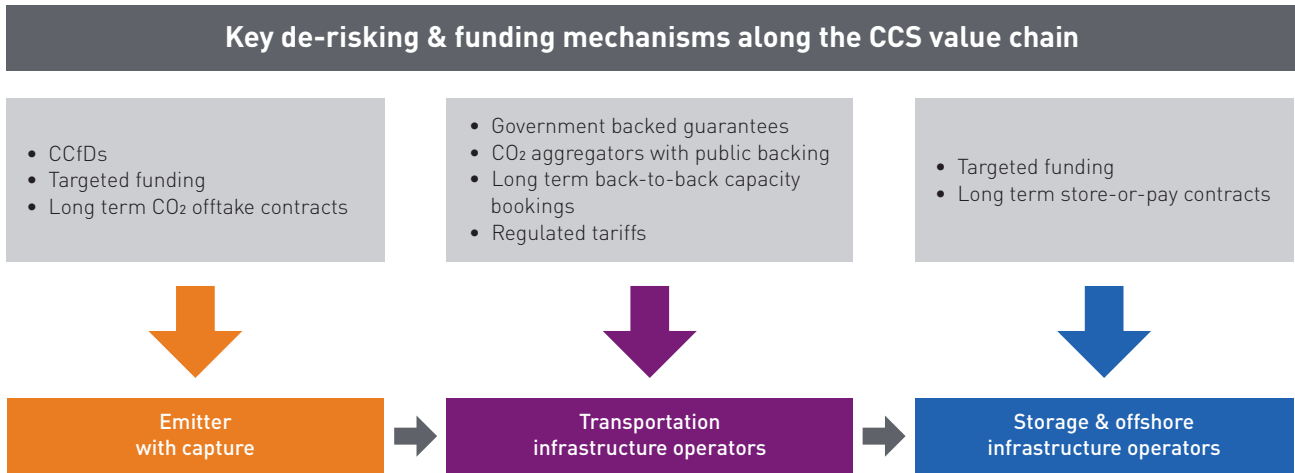 Key de-risking & funding mechanisms along the CCS value chain
• CCfDs
• Targeted funding
• Long term CO₂ offtake contracts
• Government backed guarantees
• CO₂ aggregators with public backing
• Long term back-to-back capacity
bookings
• Regulated tariffs
• Targeted funding
• Long term store-or-pay contracts
Emitter
with capture
Transportation
infrastructure operators
Storage & offshore
infrastructure operators